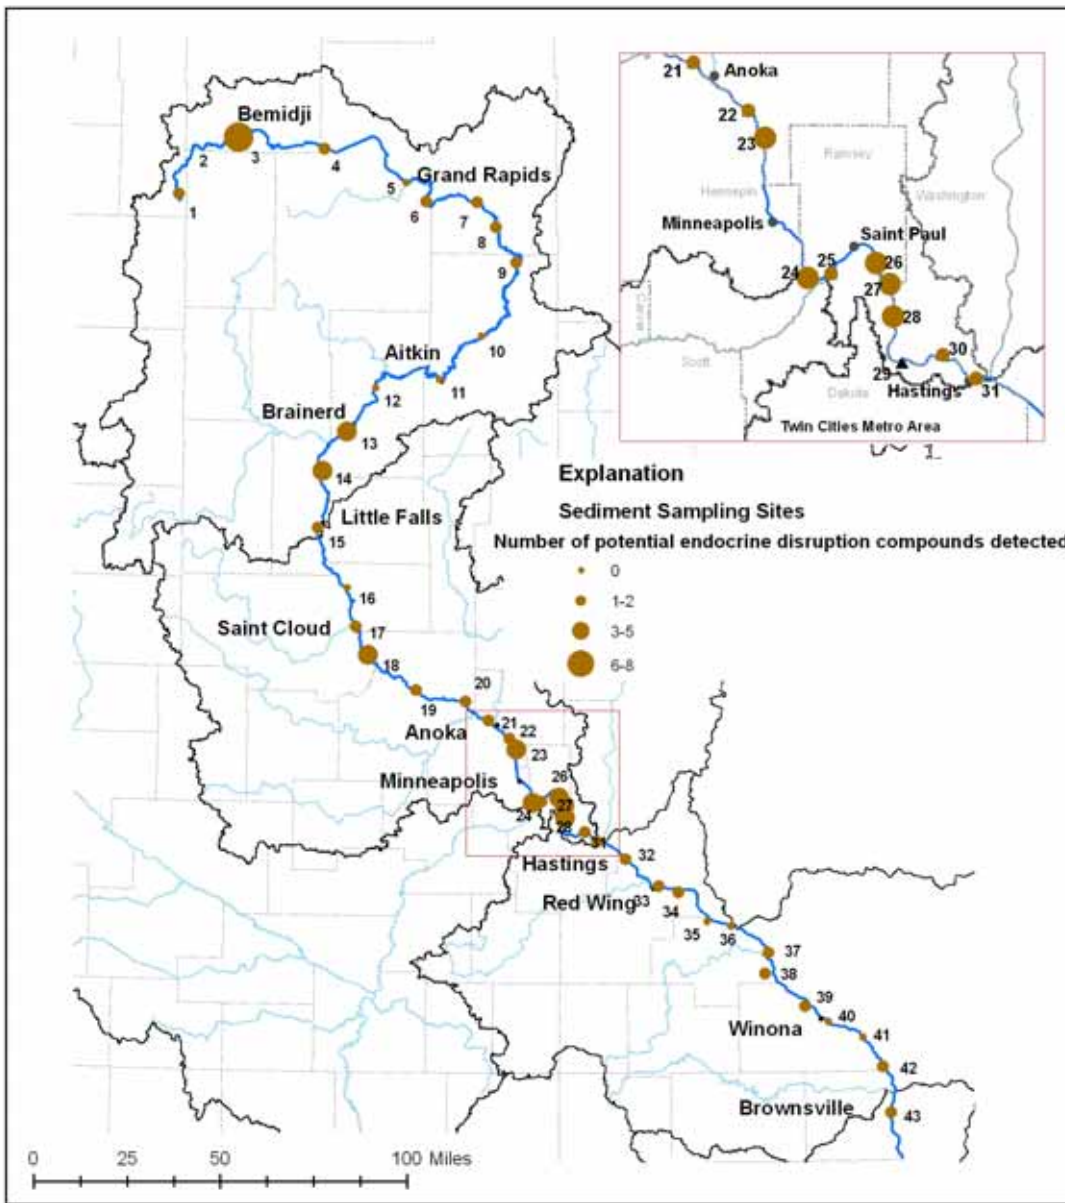 Bemidji
2
3
4
1
5
Grand Rapids
6
7
8
9
10
Aitkin
11
12
Brainerd
13
14
Little Falls
15
16
Saint Cloud
17
18
19
20
Anoka
21
22
23
Minneapolis
26
24
27
28
31
Hastings
32
Red Wing
33
34
35
36
37
38
39
Winona
40
41
42
Brownsville
43
0 25 50 100 Miles
21
Anoka
22
23
Ramsey
Hennepin
Washington
Minneapolis
Saint Paul
24
25
26
27
28
Carver
Scott
29
30
Dakota
Hastings
31
Twin Cities Metro Area
Explanation
Sediment Sampling Sites
Number of potential endocrine disruption compounds detected
0
1-2
3-5
6-8